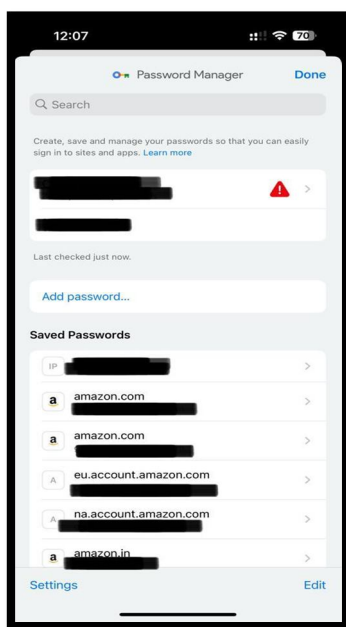 12:07
70
Password Manager
Done
Search
Create, save and manage your passwords so that you can easily
sign in to sites and apps. Learn more
Last checked just now.
Add password...
Saved Passwords
IP
a amazon.com
a amazon.com
A eu.account.amazon.com
A na.account.amazon.com
a amazon.in
Settings
Edit